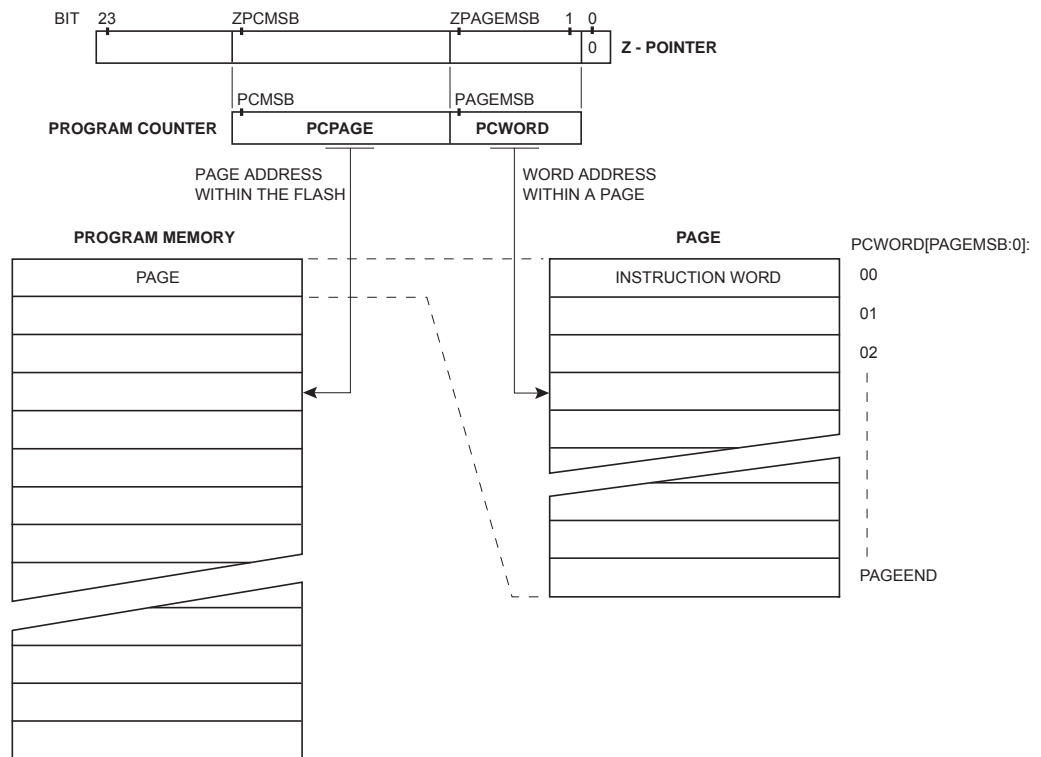 BIT 23 ZPCMSB ZPAGEMSB 1 0
0 Z - POINTER
PCMSB PAGEMSB
PROGRAM COUNTER PCPAGE PCWORD
PAGE ADDRESS
WITHIN THE FLASH
WORD ADDRESS
WITHIN A PAGE
PROGRAM MEMORY
PAGE
PAGE
INSTRUCTION WORD
PCWORD[PAGEMSB:0]:
00
01
02
PAGEEND